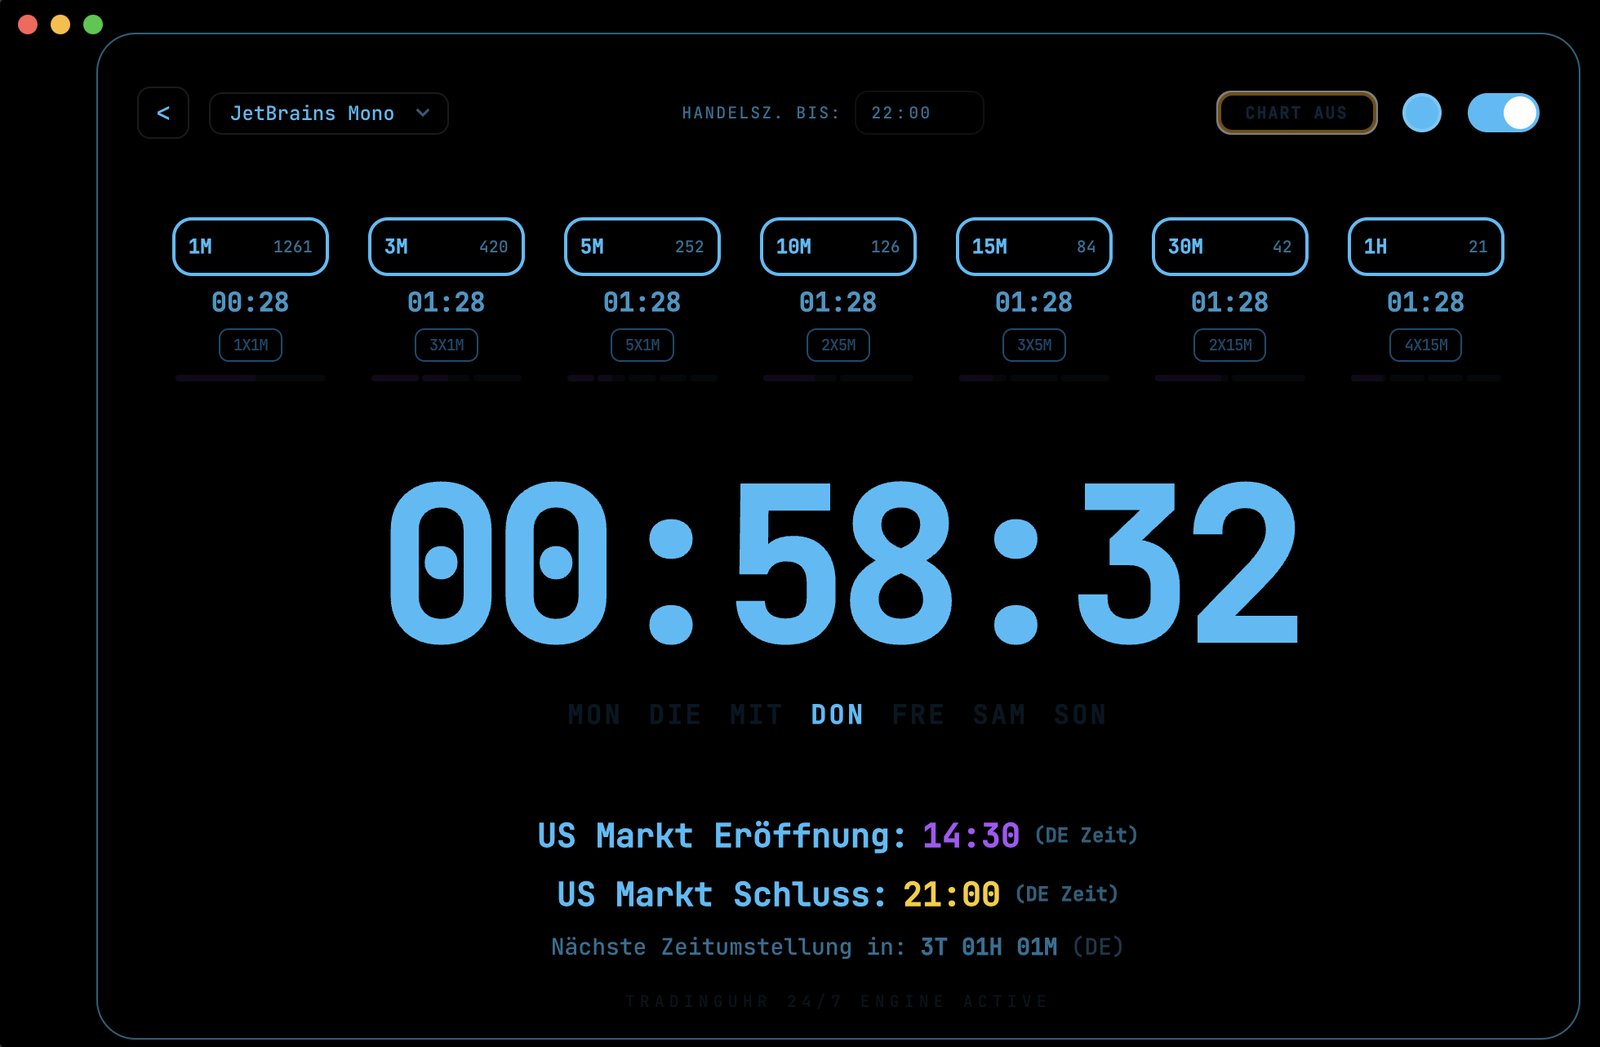 < JetBrains Mono HANDELSZ. BIS: 22:00 CHART AUS
1M 1261 3M 420 5M 252 10M 126 15M 84 30M 42 1H 21
00:28 01:28 01:28 01:28 01:28 01:28 01:28
1X1M 3X1M 5X1M 2X5M 3X5M 2X15M 4X15M
00:58:32
MON DIE MIT DON FRE SAM SON
US Markt Eröffnung: 14:30 (DE Zeit)
US Markt Schluss: 21:00 (DE Zeit)
Nächste Zeitumstellung in: 3T 01H 01M (DE)
TRADINGUHR 24/7 ENGINE ACTIVE